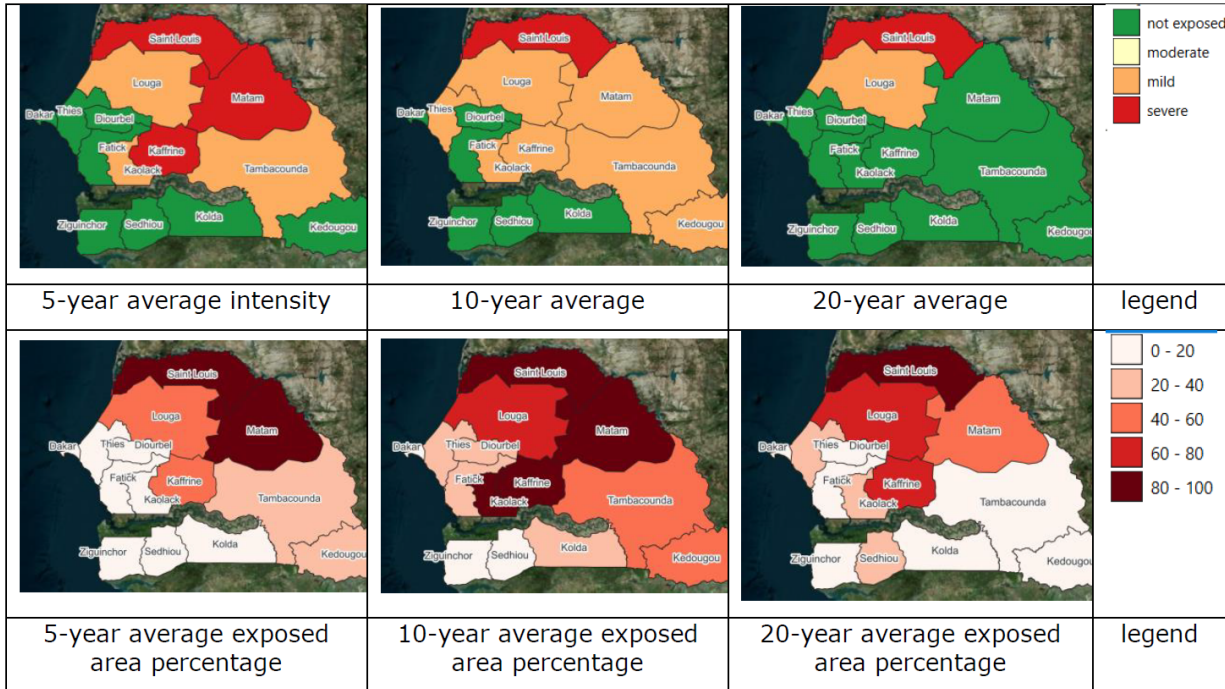 Saint Louis
Louga
Matam
Dakar
Thies
Diourbel
Fatick
Kaffrine
Kaolack
Tambacounda
Ziguinchor
Sedhiou
Kolda
Kedougou
Saint Louis
Louga
Matam
Dakar
Thies
Diourbel
Fatick
Kaffrine
Kaolack
Tambacounda
Ziguinchor
Sedhiou
Kolda
Kedougou
Saint Louis
Louga
Matam
Dakar
Thies
Diourbel
Fatick
Kaffrine
Kaolack
Tambacounda
Ziguinchor
Sedhiou
Kolda
Kedougou
not exposed
moderate
mild
severe
5-year average intensity
10-year average
20-year average
legend
Saint Louis
Louga
Matam
Dakar
Thies
Diourbel
Fatick
Kaffrine
Kaolack
Tambacounda
Ziguinchor
Sedhiou
Kolda
Kedougou
Saint Louis
Louga
Matam
Dakar
Thies
Diourbel
Fatick
Kaffrine
Kaolack
Tambacounda
Ziguinchor
Sedhiou
Kolda
Kedougou
Saint Louis
Louga
Matam
Dakar
Thies
Diourbel
Fatick
Kaffrine
Kaolack
Tambacounda
Ziguinchor
Sedhiou
Kolda
Kedougou
0 - 20
20 - 40
40 - 60
60 - 80
80 - 100
5-year average exposed
area percentage
10-year average exposed
area percentage
20-year average exposed
area percentage
legend